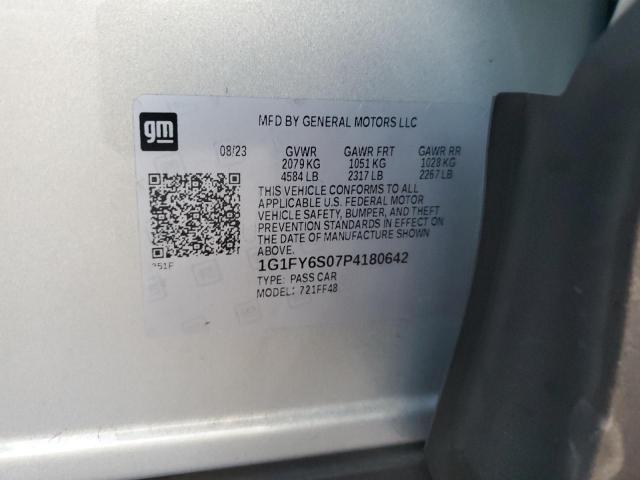 gm
MFD BY GENERAL MOTORS LLC
08/23 GVWR GAWR FRT GAWR RR
2079 KG 1051 KG 1028 KG
4584 LB 2317 LB 2267 LB
THIS VEHICLE CONFORMS TO ALL
APPLICABLE U.S. FEDERAL MOTOR
VEHICLE SAFETY, BUMPER, AND THEFT
PREVENTION STANDARDS IN EFFECT ON
THE DATE OF MANUFACTURE SHOWN
ABOVE.
1G1FY6S07P4180642
TYPE: PASS CAR
MODEL: 721FF48